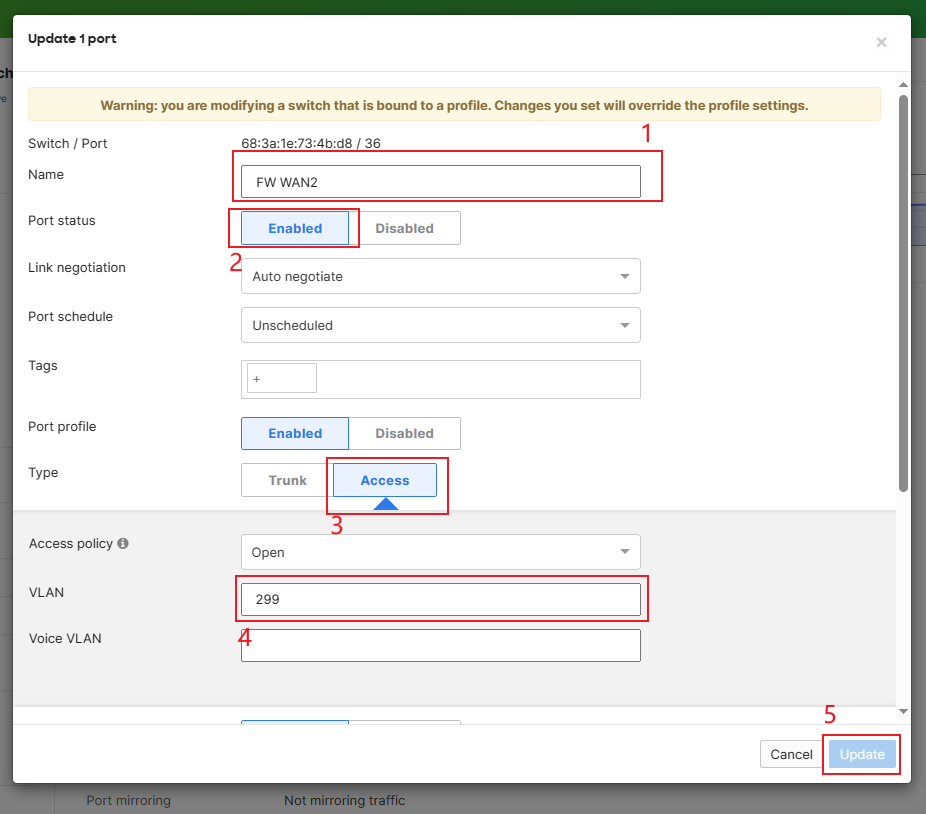 Update 1 port
×
ch
ve
Warning: you are modifying a switch that is bound to a profile. Changes you set will override the profile settings.
1
Switch / Port 68:3a:1e:73:4b:d8 / 36
Name FW WAN2
Port status Enabled Disabled
2
Link negotiation Auto negotiate
Port schedule Unscheduled
Tags +
Port profile Enabled Disabled
Type Trunk Access
3
Access policy Open
VLAN 299
4
Voice VLAN
5
Cancel Update
Port mirroring Not mirroring traffic